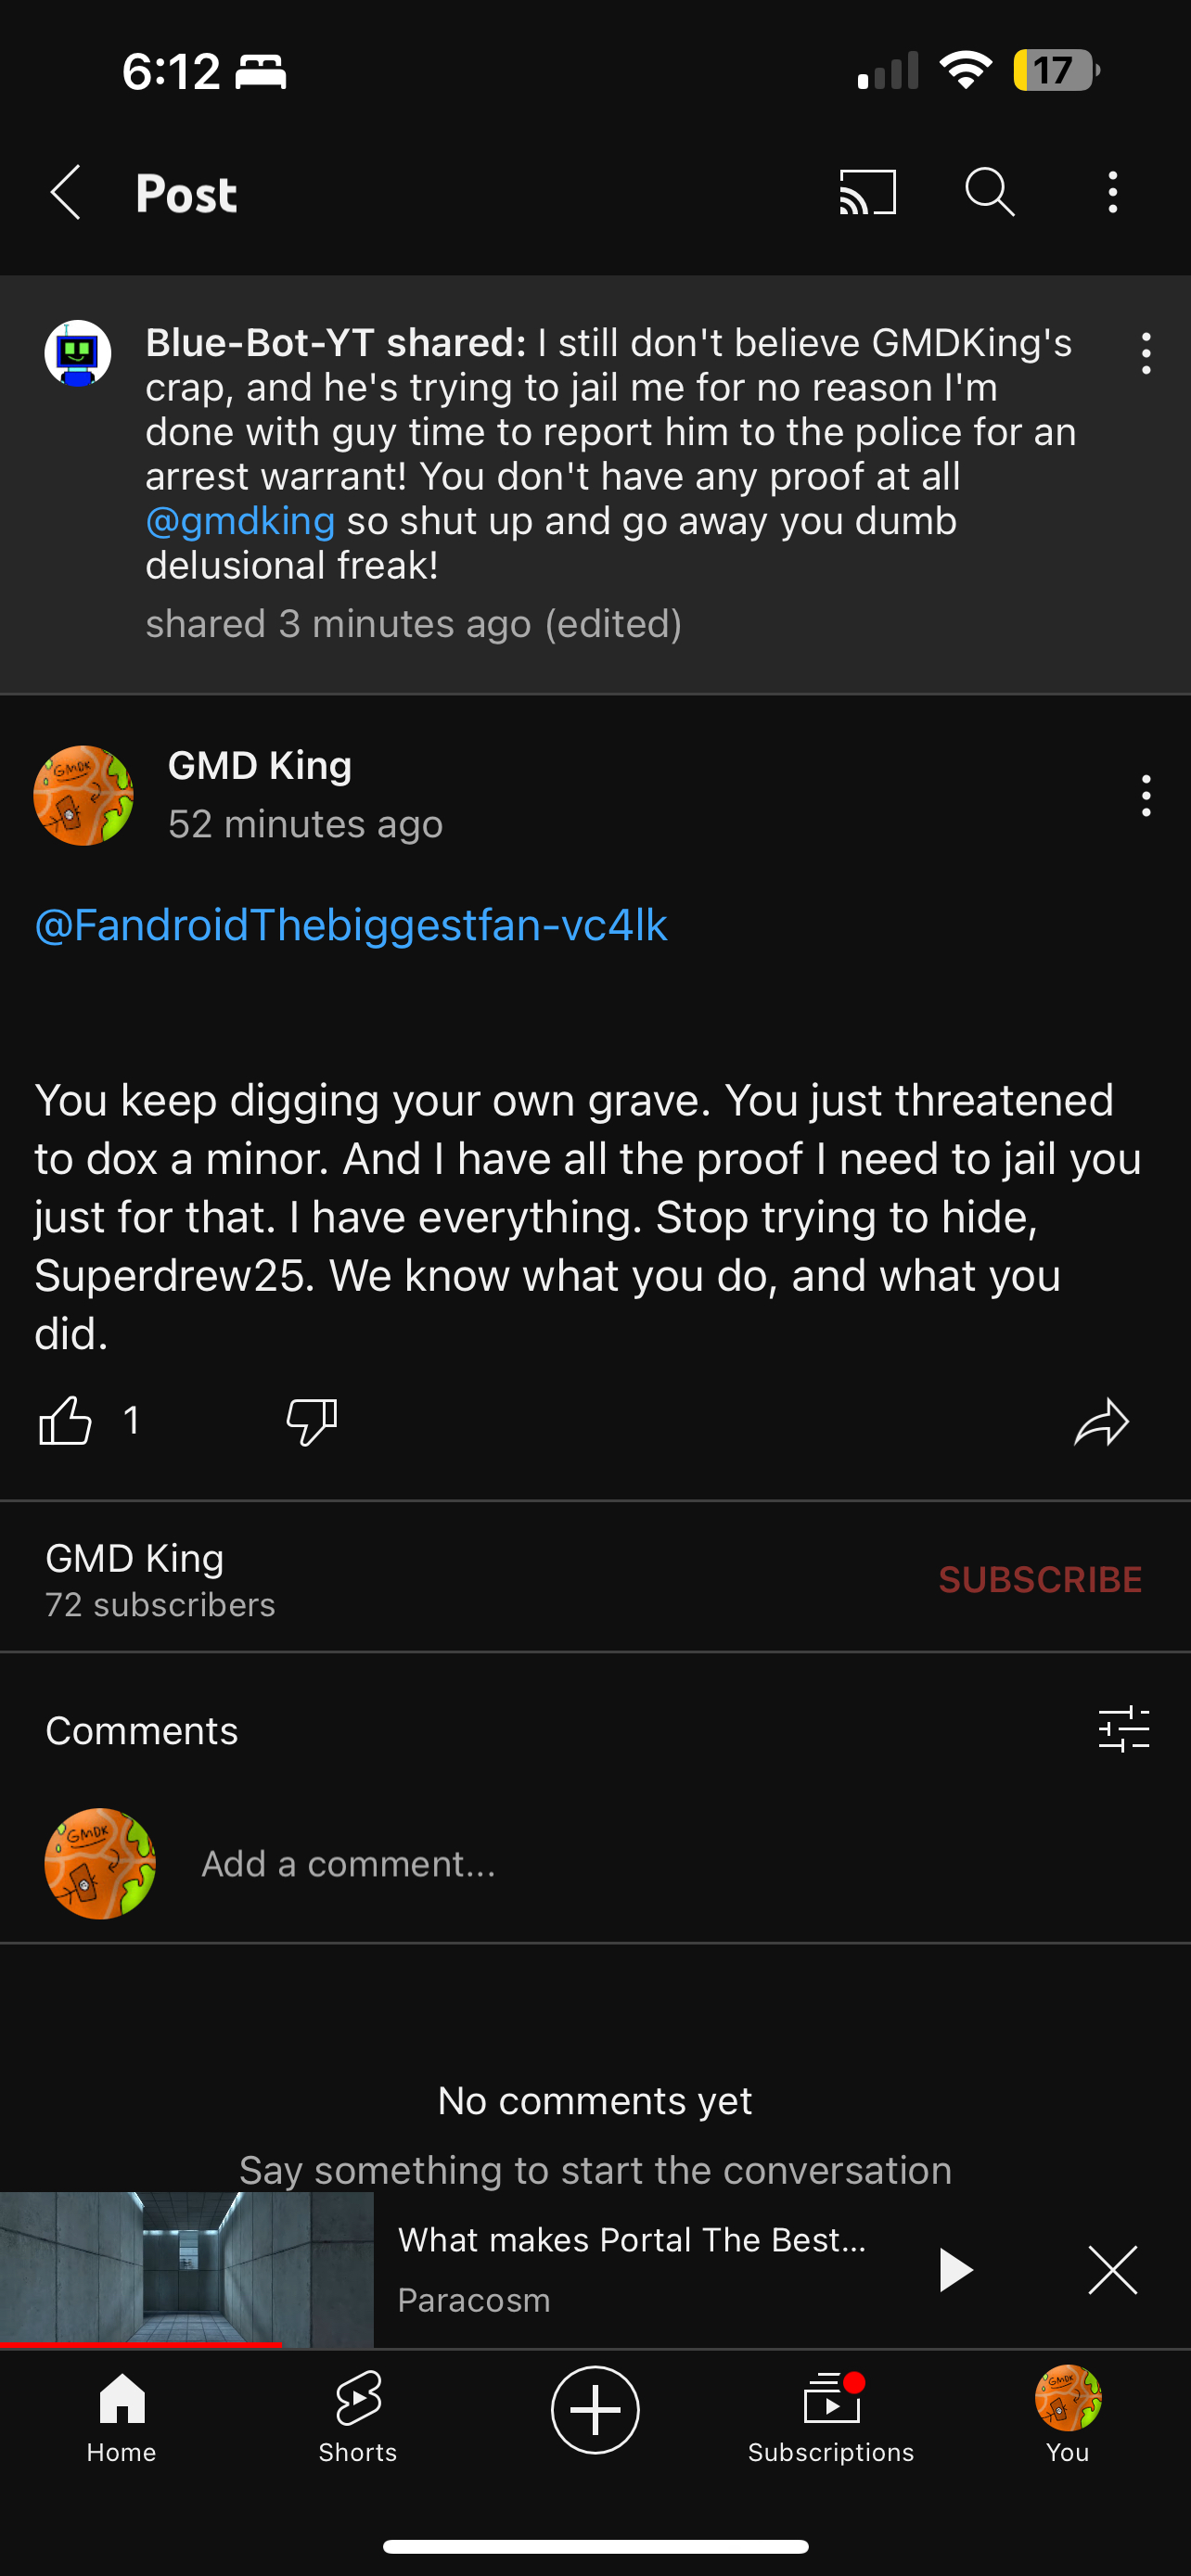 6:12
17
Post
Blue-Bot-YT shared: I still don't believe GMDKing's
crap, and he's trying to jail me for no reason I'm
done with guy time to report him to the police for an
arrest warrant! You don't have any proof at all
@gmdking so shut up and go away you dumb
delusional freak!
shared 3 minutes ago (edited)
GMDK
GMD King
52 minutes ago
@FandroidThebiggestfan-vc4lk
You keep digging your own grave. You just threatened
to dox a minor. And I have all the proof I need to jail you
just for that. I have everything. Stop trying to hide,
Superdrew25. We know what you do, and what you
did.
1
GMD King
72 subscribers
SUBSCRIBE
Comments
GMDK
Add a comment...
No comments yet
Say something to start the conversation
What makes Portal The Best...
Paracosm
Home
Shorts
Subscriptions
GMDK
You